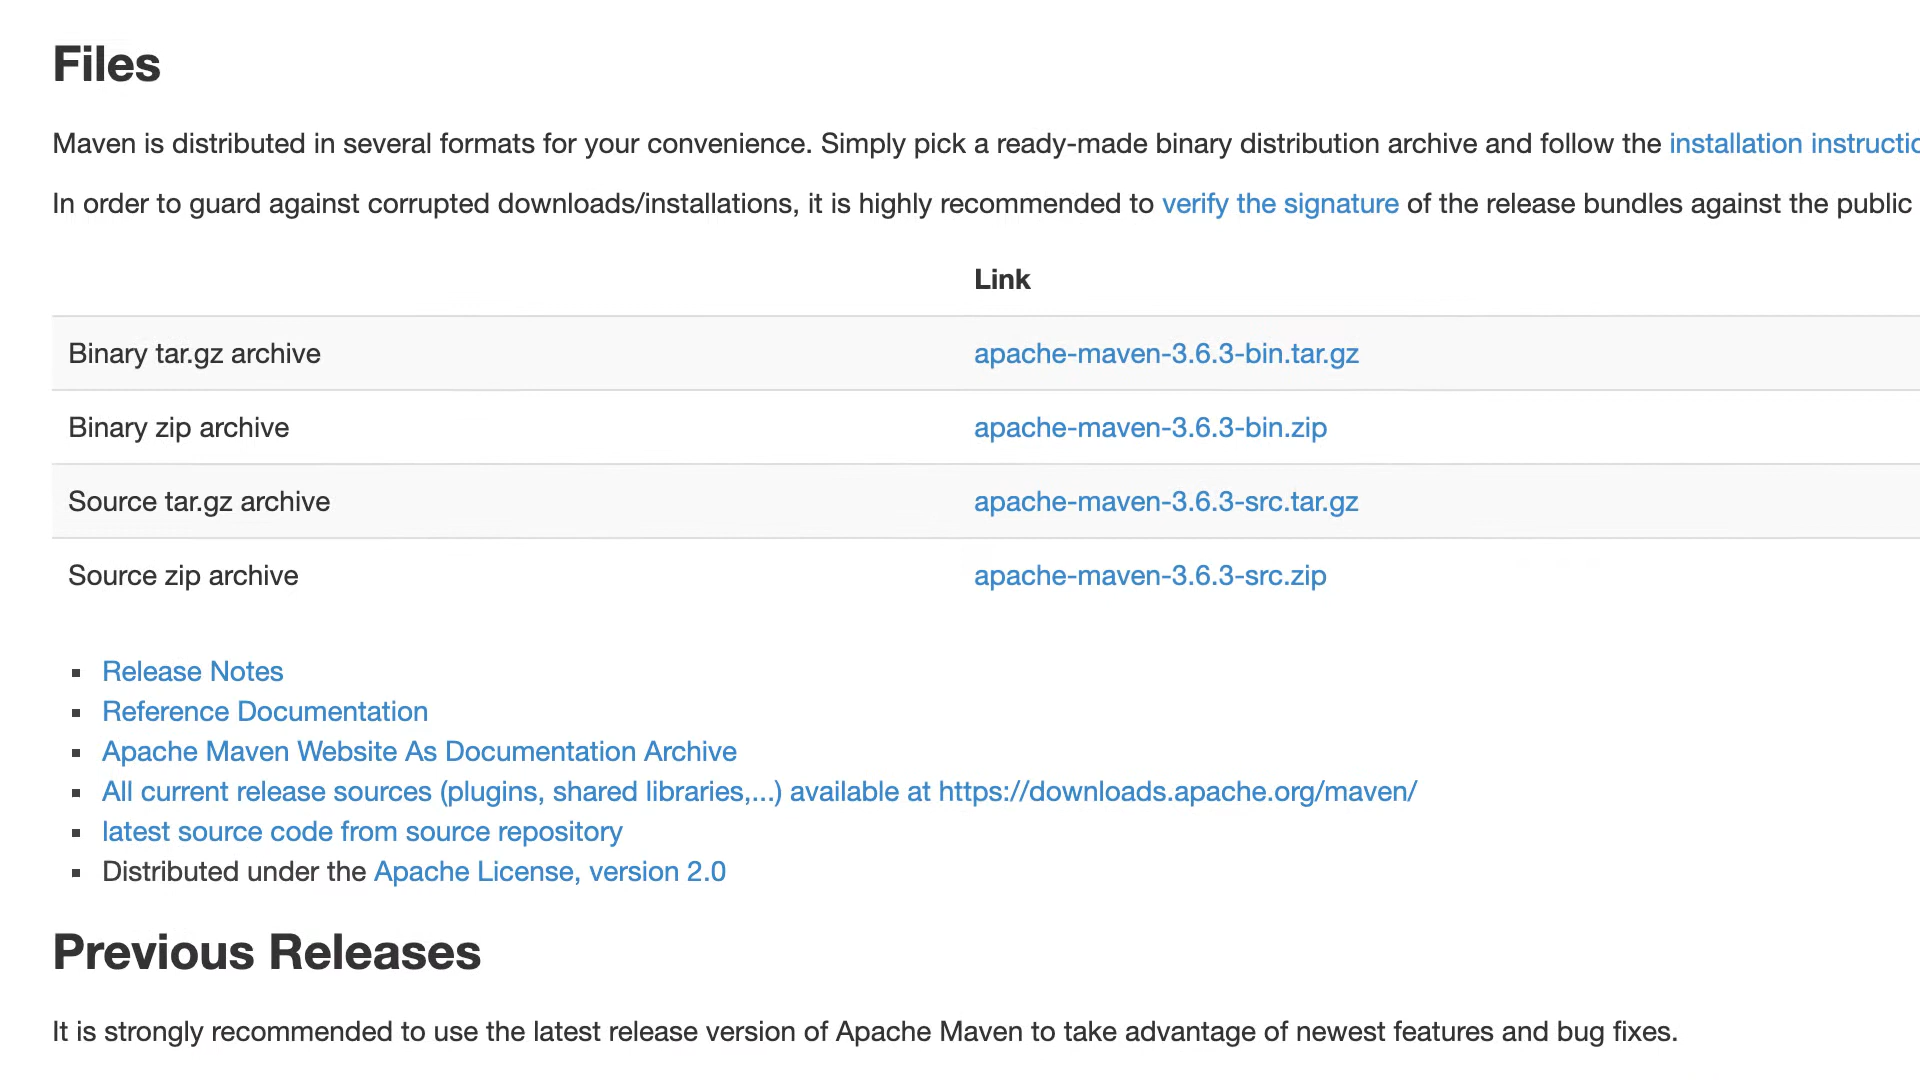 Files
Maven is distributed in several formats for your convenience. Simply pick a ready-made binary distribution archive and follow the installation instructio
In order to guard against corrupted downloads/installations, it is highly recommended to verify the signature of the release bundles against the public
Link
Binary tar.gz archive apache-maven-3.6.3-bin.tar.gz
Binary zip archive apache-maven-3.6.3-bin.zip
Source tar.gz archive apache-maven-3.6.3-src.tar.gz
Source zip archive apache-maven-3.6.3-src.zip
Release Notes
Reference Documentation
Apache Maven Website As Documentation Archive
All current release sources (plugins, shared libraries,...) available at https://downloads.apache.org/maven/
latest source code from source repository
Distributed under the Apache License, version 2.0
Previous Releases
It is strongly recommended to use the latest release version of Apache Maven to take advantage of newest features and bug fixes.